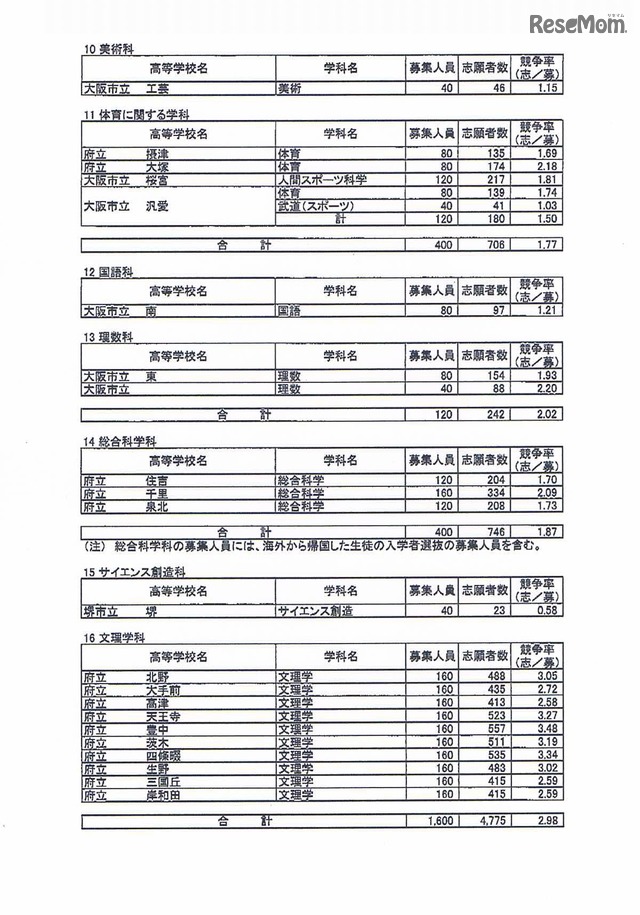 リセマム
ReseMom.
10 美術科
高等学校名 学科名 募集人員 志願者数 競争率(志／募)
大阪市立 工芸 美術 40 46 1.15
11 体育に関する学科
高等学校名 学科名 募集人員 志願者数 競争率(志／募)
府立 摂津 体育 80 135 1.69
府立 大塚 体育 80 174 2.18
大阪市立 桜宮 人間スポーツ科学 120 217 1.81
大阪市立 汎愛 体育 80 139 1.74
武道(スポーツ) 40 41 1.03
計 120 180 1.50
合 計 400 706 1.77
12 国語科
高等学校名 学科名 募集人員 志願者数 競争率(志／募)
大阪市立 南 国語 80 97 1.21
13 理数科
高等学校名 学科名 募集人員 志願者数 競争率(志／募)
大阪市立 東 理数 80 154 1.93
大阪市立 理数 40 88 2.20
合 計 120 242 2.02
14 総合科学科
高等学校名 学科名 募集人員 志願者数 競争率(志／募)
府立 住吉 総合科学 120 204 1.70
府立 千里 総合科学 160 334 2.09
府立 泉北 総合科学 120 208 1.73
合 計 400 746 1.87
(注) 総合科学科の募集人員には、海外から帰国した生徒の入学者選抜の募集人員を含む。
15 サイエンス創造科
高等学校名 学科名 募集人員 志願者数 競争率(志／募)
堺市立 堺 サイエンス創造 40 23 0.58
16 文理学科
高等学校名 学科名 募集人員 志願者数 競争率(志／募)
府立 北野 文理学 160 488 3.05
府立 大手前 文理学 160 435 2.72
府立 高津 文理学 160 413 2.58
府立 天王寺 文理学 160 523 3.27
府立 豊中 文理学 160 557 3.48
府立 茨木 文理学 160 511 3.19
府立 四條畷 文理学 160 535 3.34
府立 生野 文理学 160 483 3.02
府立 三国丘 文理学 160 415 2.59
府立 岸和田 文理学 160 415 2.59
合 計 1,600 4,775 2.98